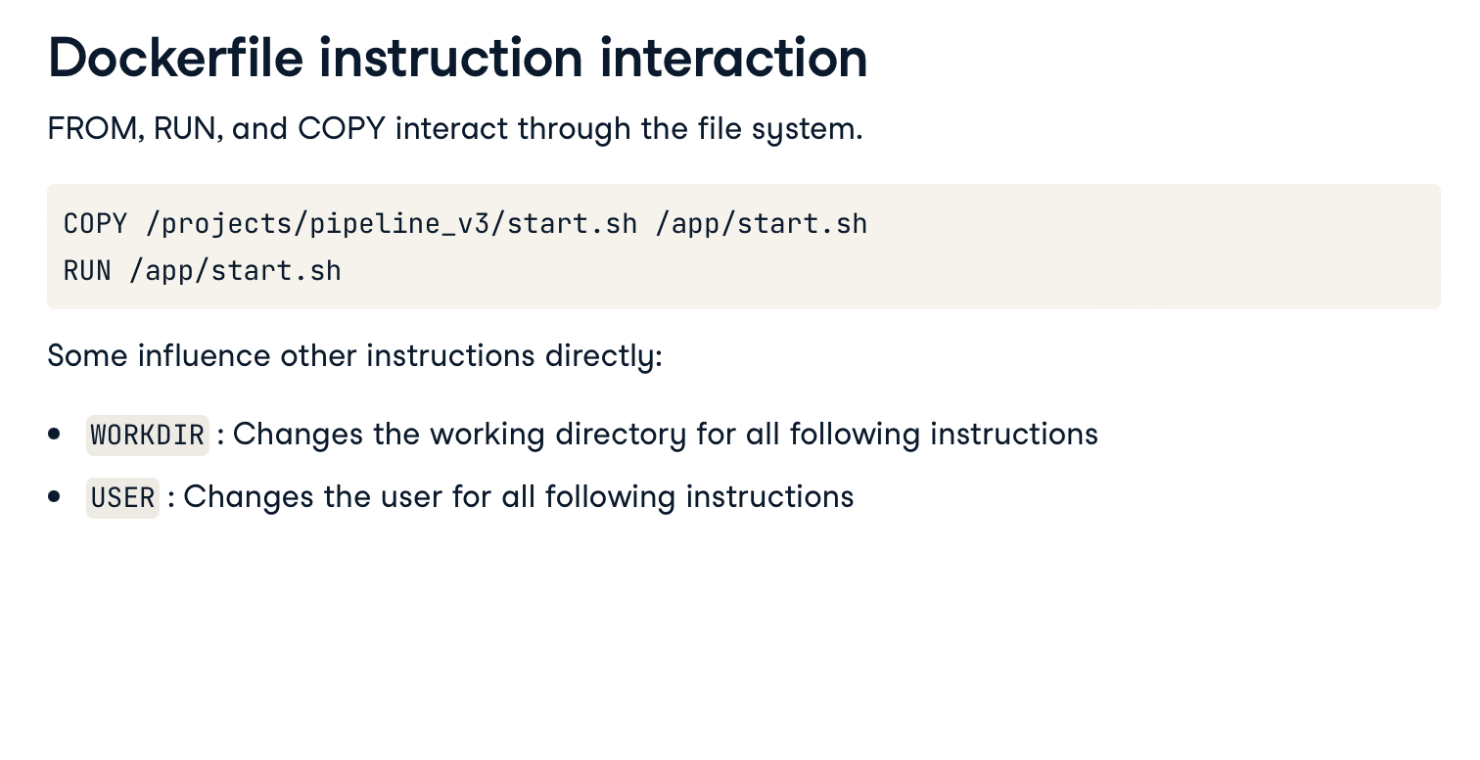 Dockerfile instruction interaction
FROM, RUN, and COPY interact through the file system.
COPY /projects/pipeline_v3/start.sh /app/start.sh
RUN /app/start.sh
Some influence other instructions directly:
• WORKDIR : Changes the working directory for all following instructions
• USER : Changes the user for all following instructions